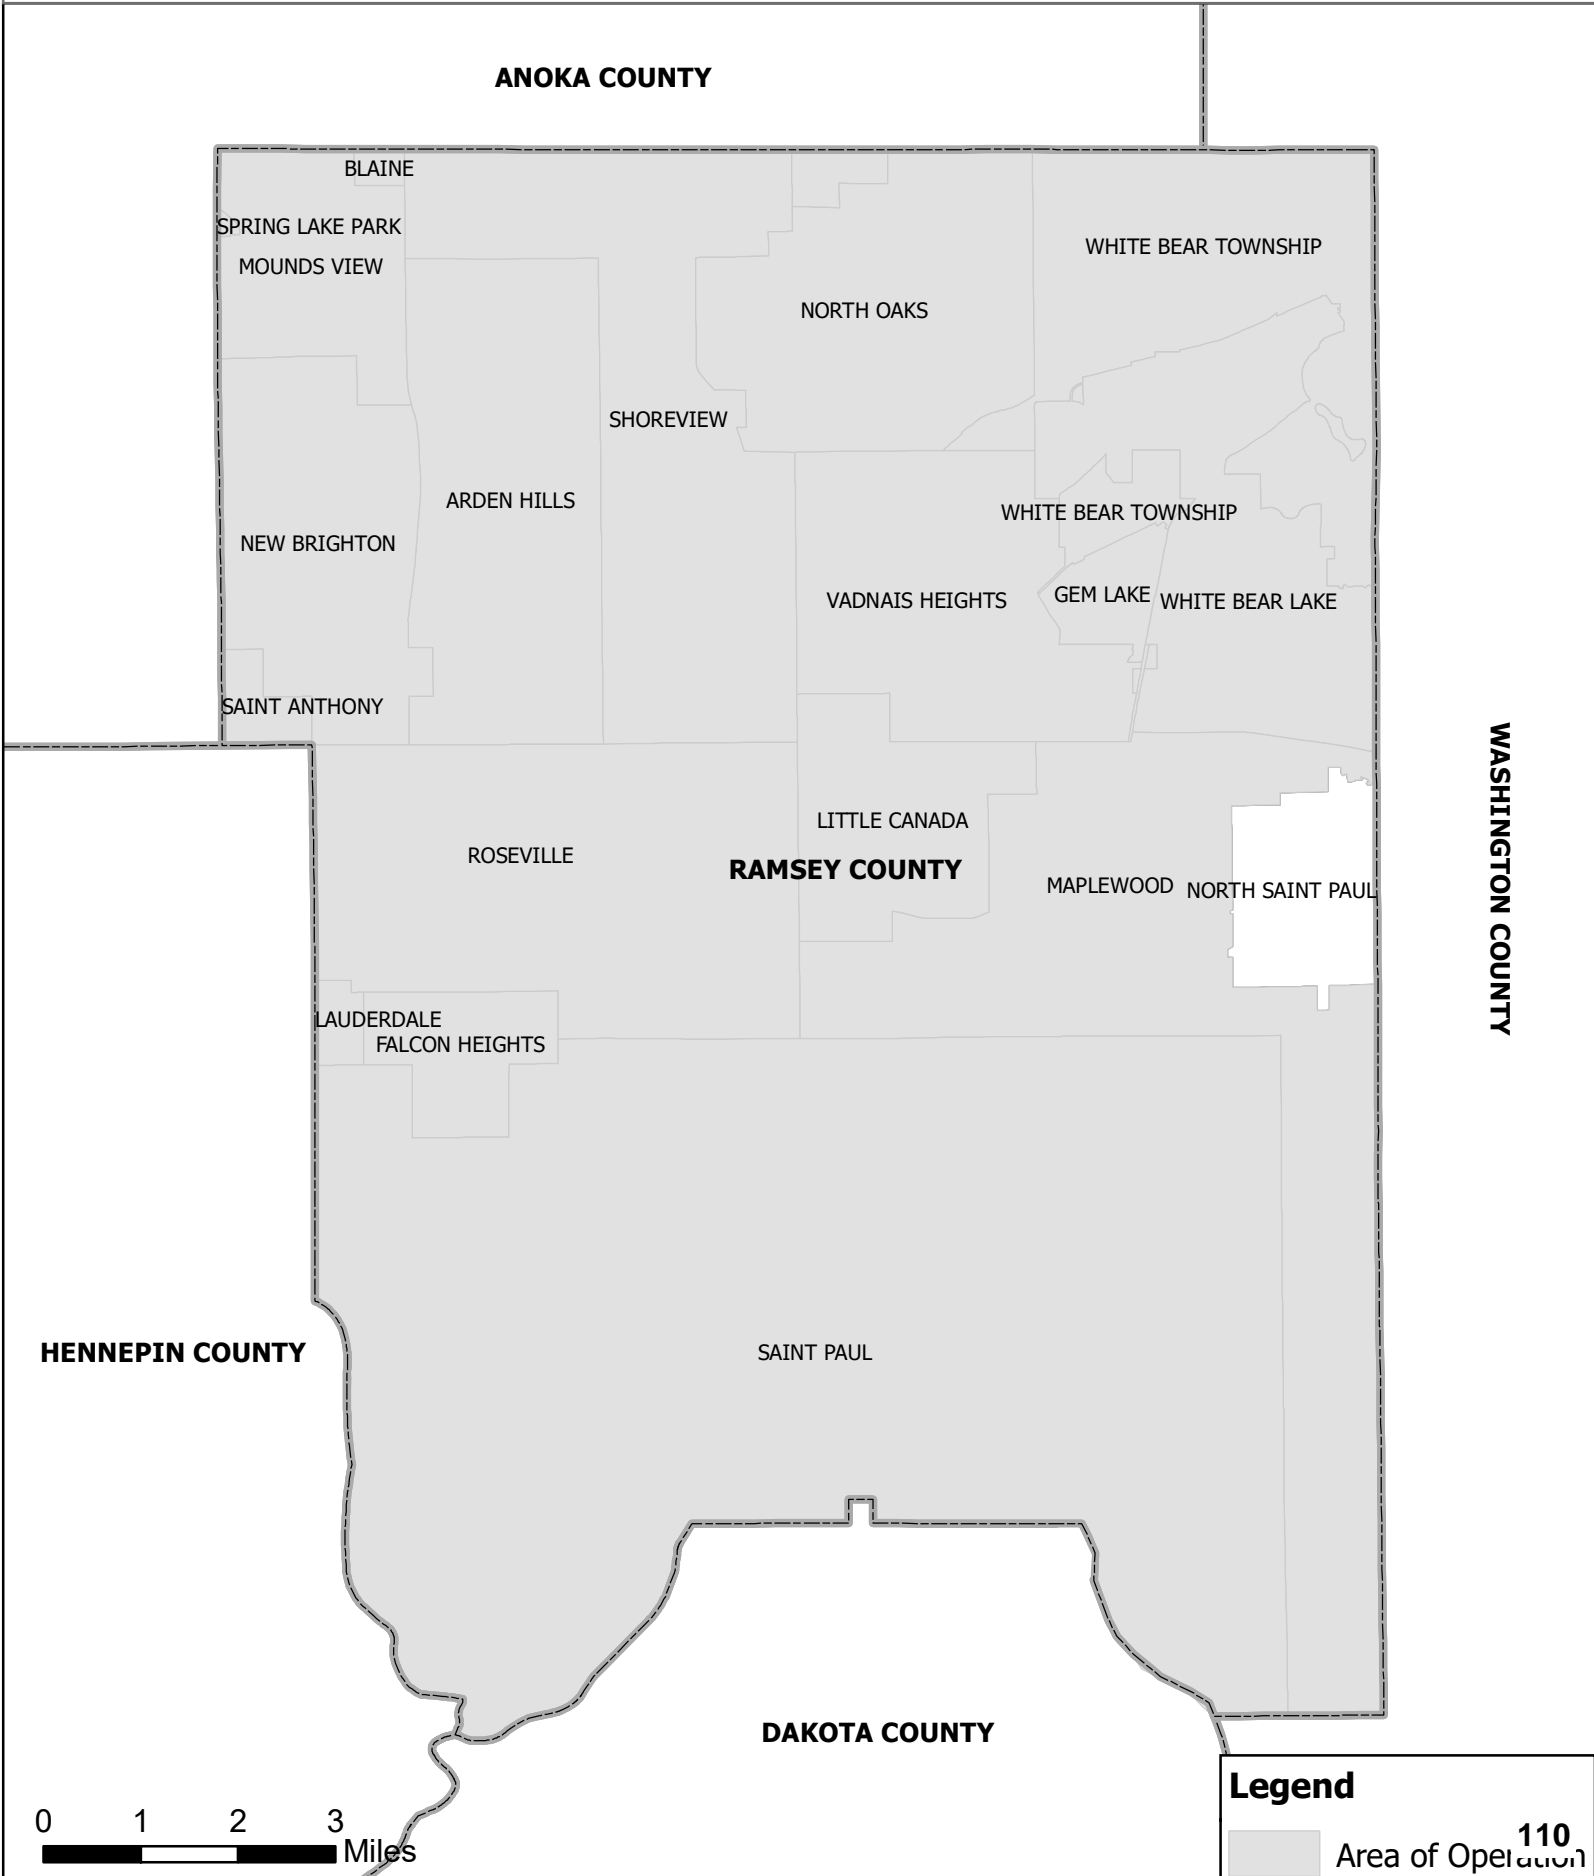 ANOKA COUNTY
BLAINE
SPRING LAKE PARK
WHITE BEAR TOWNSHIP
MOUNDS VIEW
NORTH OAKS
SHOREVIEW
ARDEN HILLS
WHITE BEAR TOWNSHIP
NEW BRIGHTON
GEM LAKE
VADNAIS HEIGHTS
WHITE BEAR LAKE
SAINT ANTHONY
WASHINGTON COUNTY
LITTLE CANADA
ROSEVILLE
RAMSEY COUNTY
MAPLEWOOD
NORTH SAINT PAUL
LAUDERDALE
FALCON HEIGHTS
HENNEPIN COUNTY
SAINT PAUL
DAKOTA COUNTY
Legend
0 1 2 3
Miles
110
Area of Operation